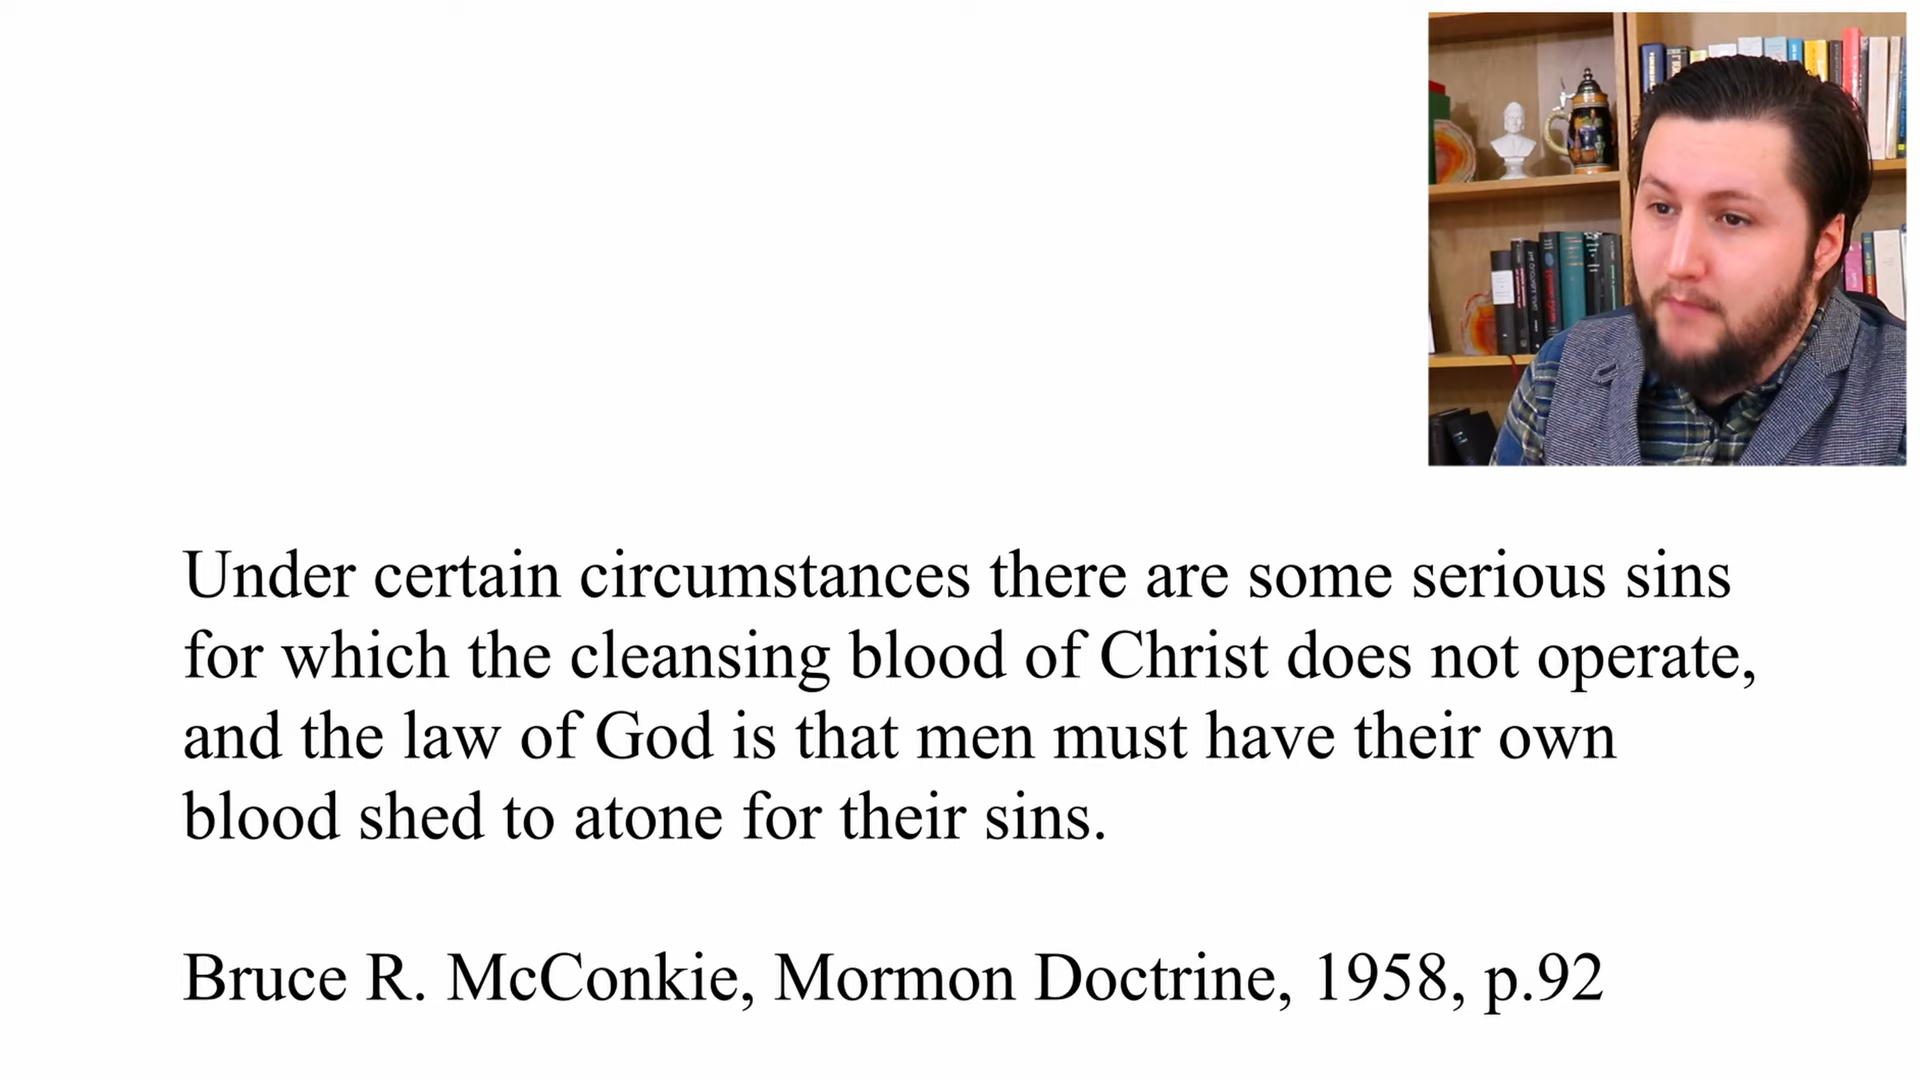 Under certain circumstances there are some serious sins
for which the cleansing blood of Christ does not operate,
and the law of God is that men must have their own
blood shed to atone for their sins.
Bruce R. McConkie, Mormon Doctrine, 1958, p.92